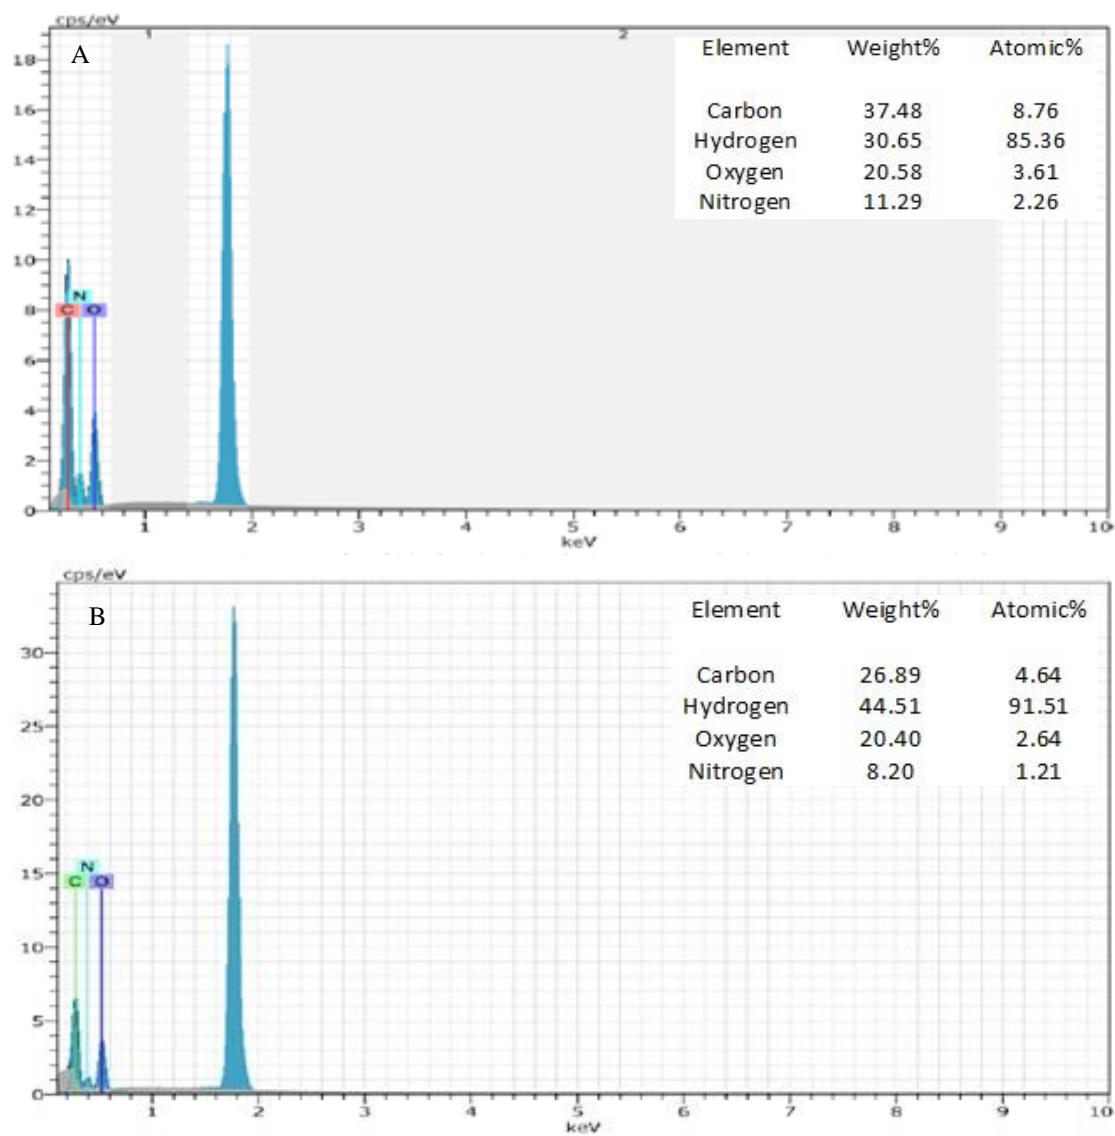 cps/eV
1 2
A
Element Weight% Atomic%
Carbon 37.48 8.76
Hydrogen 30.65 85.36
Oxygen 20.58 3.61
Nitrogen 11.29 2.26
18
16
14
12
10
8
6
4
2
0
N
C O
1 2 3 4 5 6 7 8 9 10
keV
cps/eV
B
Element Weight% Atomic%
Carbon 26.89 4.64
Hydrogen 44.51 91.51
Oxygen 20.40 2.64
Nitrogen 8.20 1.21
30
25
20
15
10
5
0
N
C O
1 2 3 4 5 6 7 8 9 10
keV